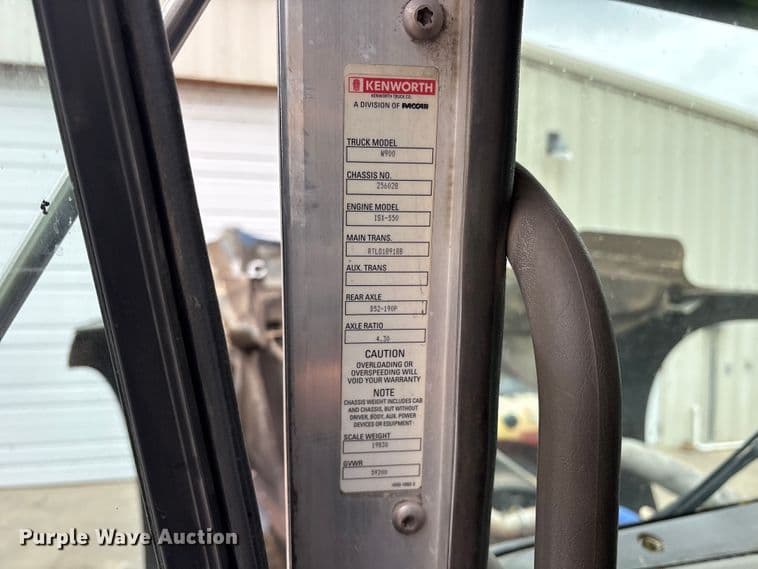 KENWORTH
KENWORTH TRUCK CO.
A DIVISION OF PACCAR
TRUCK MODEL
W900
CHASSIS NO.
256028
ENGINE MODEL
ISX-550
MAIN TRANS.
RTLO18918B
AUX. TRANS
REAR AXLE
D52-190P
AXLE RATIO
4.30
CAUTION
OVERLOADING OR
OVERSPEEDING WILL
VOID YOUR WARRANTY
NOTE
CHASSIS WEIGHT INCLUDES CAB
AND CHASSIS, BUT WITHOUT
DRIVER, BODY, AUX. POWER
DEVICES OR EQUIPMENT
SCALE WEIGHT
19830
GVWR
59200
Purple Wave Auction